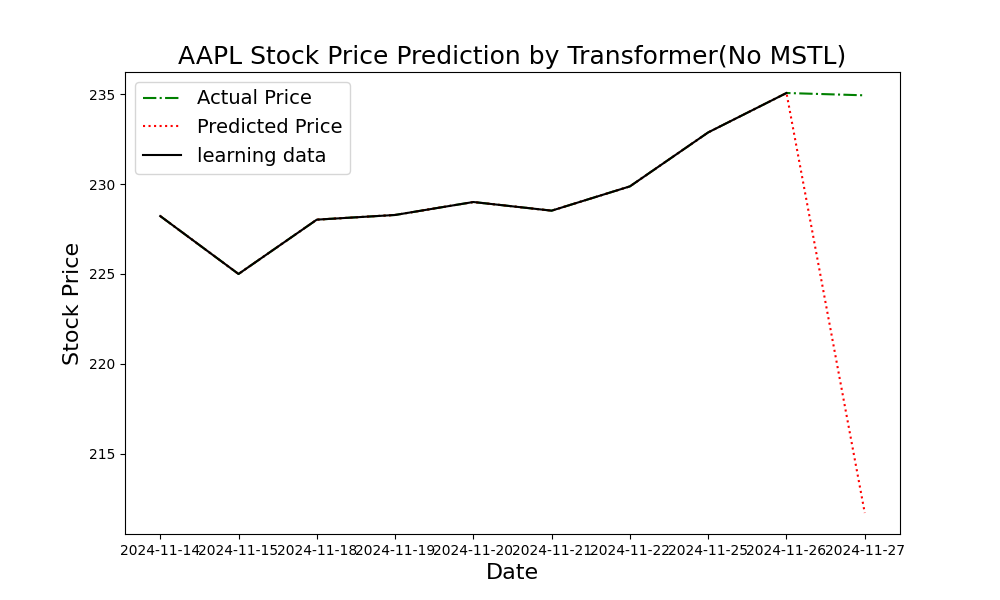 AAPL Stock Price Prediction by Transformer(No MSTL)
Actual Price
Predicted Price
learning data
235
230
225
220
215
Stock Price
2024-11-14
2024-11-15
2024-11-18
2024-11-19
2024-11-20
2024-11-21
2024-11-22
2024-11-25
2024-11-26
2024-11-27
Date